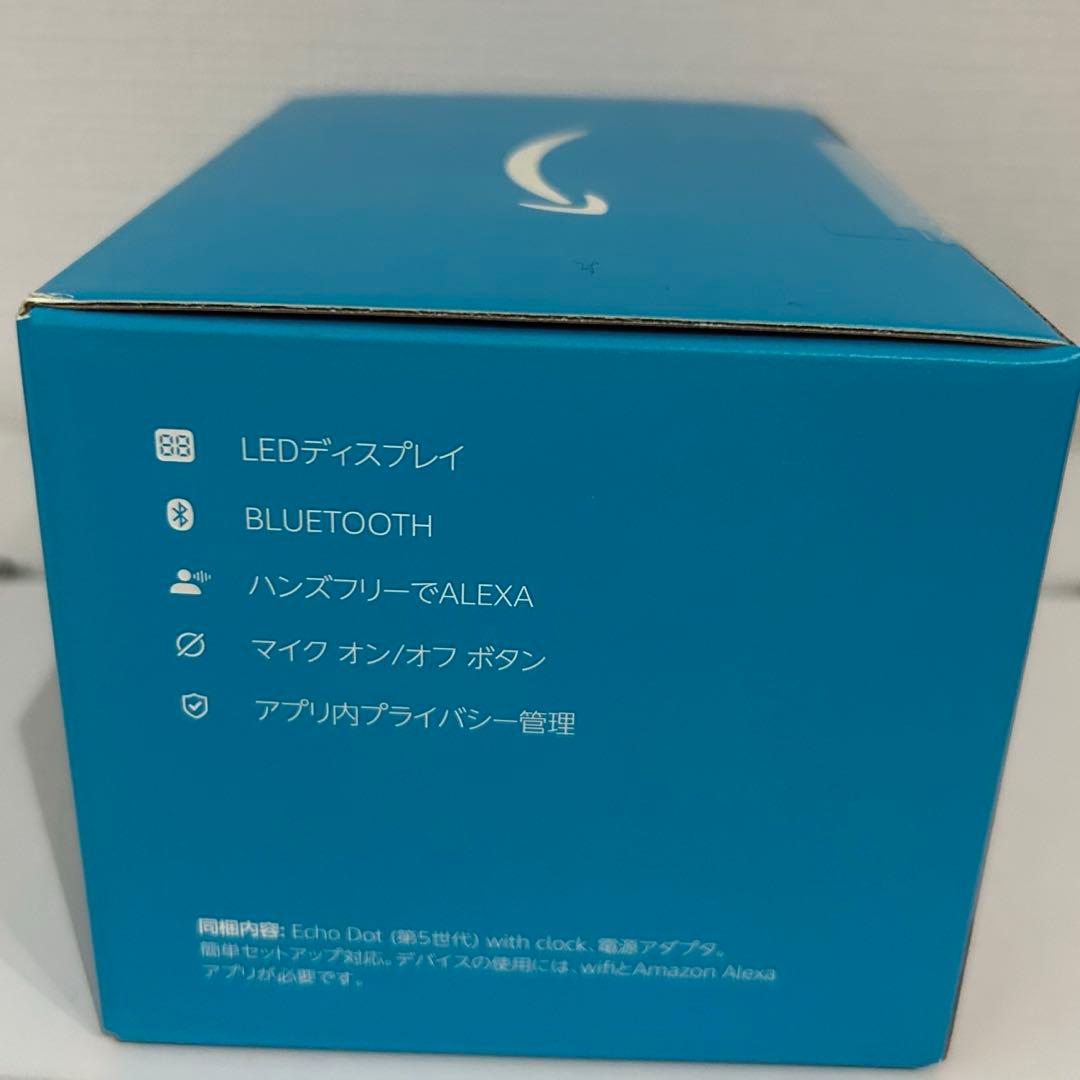 LEDディスプレイ
BLUETOOTH
ハンズフリーでALEXA
マイク オン/オフ ボタン
アプリ内プライバシー管理
同梱内容: Echo Dot (第5世代) with clock、電源アダプタ。
簡単セットアップ対応。デバイスの使用には、wifiとAmazon Alexa
アプリが必要です。